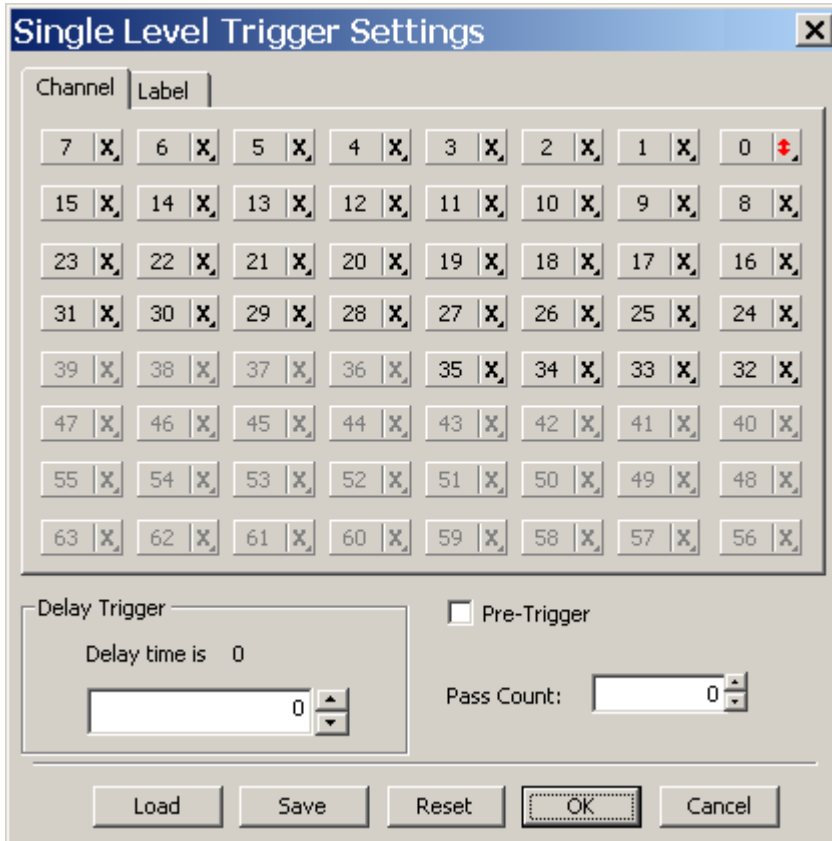 Single Level Trigger Settings
Channel Label
7 X 6 X 5 X 4 X 3 X 2 X 1 X 0
15 X 14 X 13 X 12 X 11 X 10 X 9 X 8 X
23 X 22 X 21 X 20 X 19 X 18 X 17 X 16 X
31 X 30 X 29 X 28 X 27 X 26 X 25 X 24 X
39 X 38 X 37 X 36 X 35 X 34 X 33 X 32 X
47 X 46 X 45 X 44 X 43 X 42 X 41 X 40 X
55 X 54 X 53 X 52 X 51 X 50 X 49 X 48 X
63 X 62 X 61 X 60 X 59 X 58 X 57 X 56 X
Delay Trigger
Pre-Trigger
Delay time is 0
0
Pass Count: 0
Load Save Reset OK Cancel